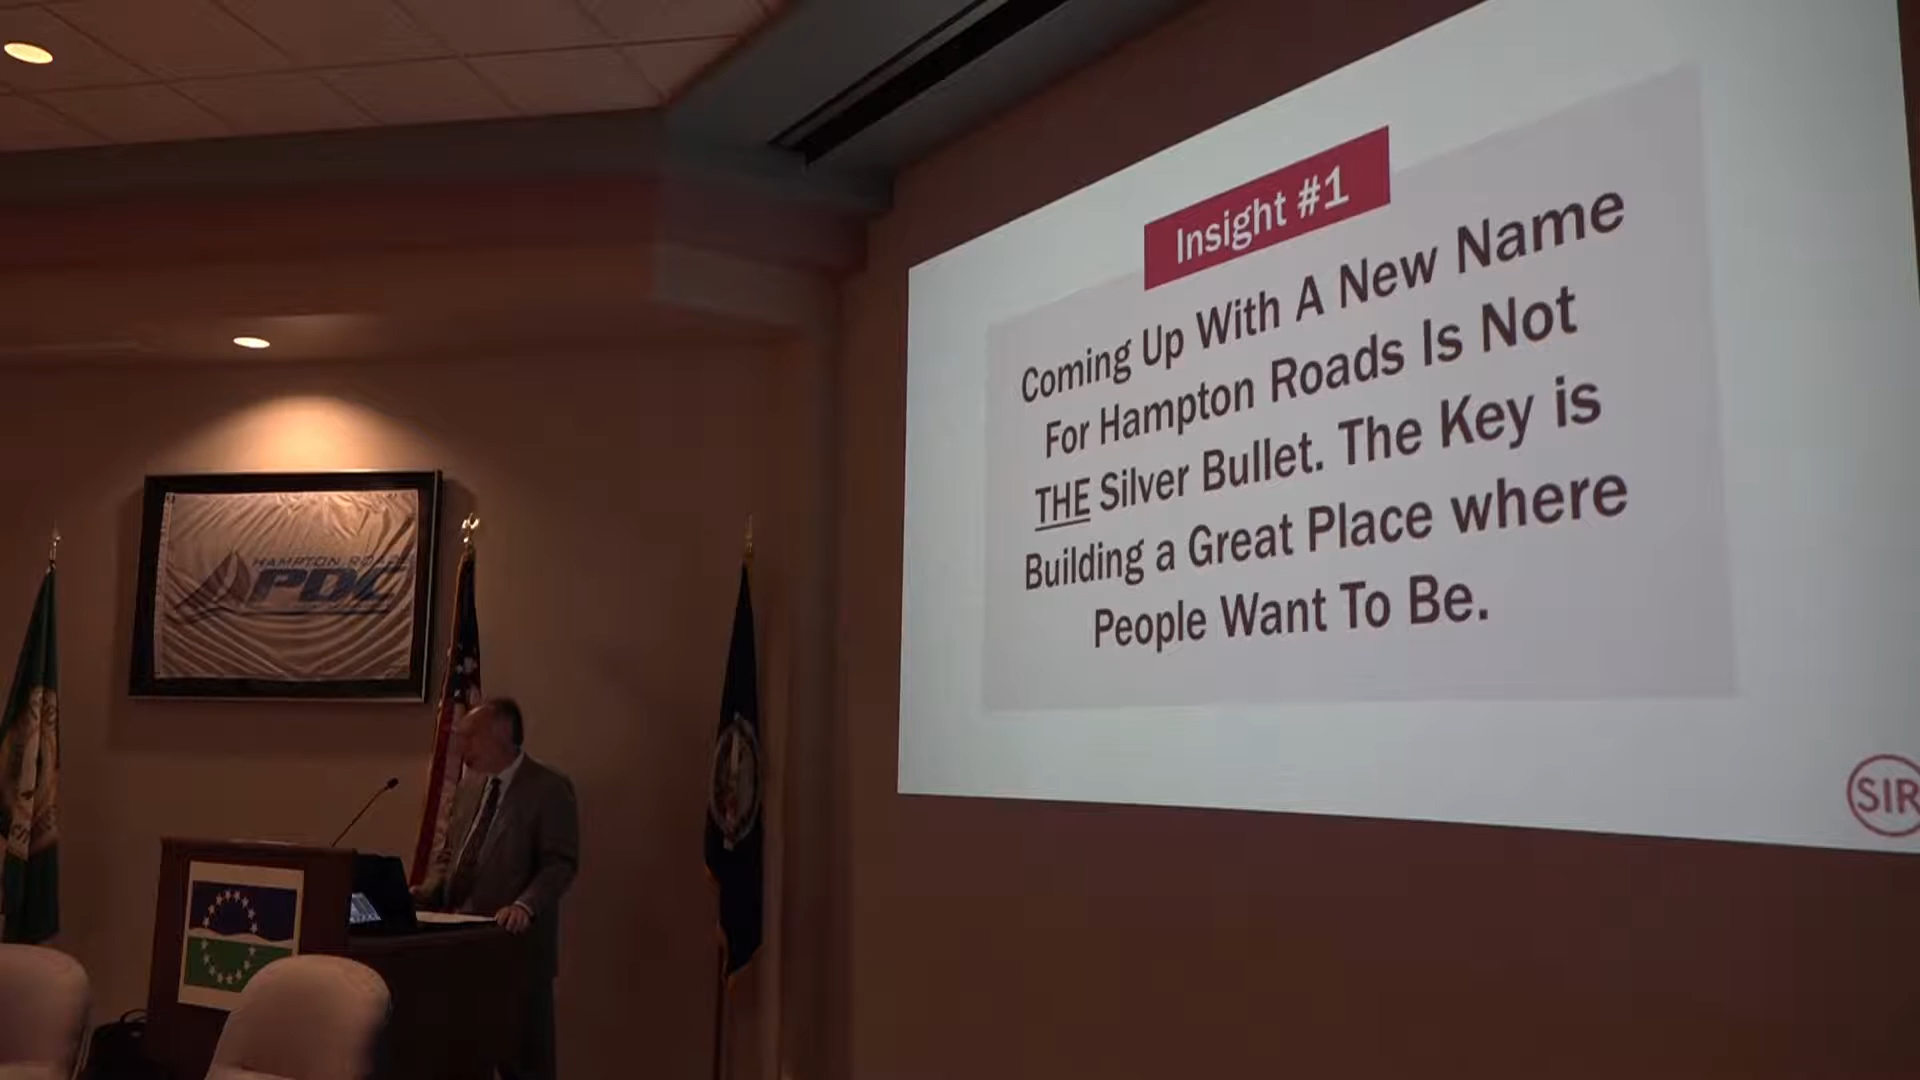 Insight #1
Coming Up With A New Name
For Hampton Roads Is Not
THE Silver Bullet. The Key is
Building a Great Place where
People Want To Be.
SIR
HAMPTON
PDC